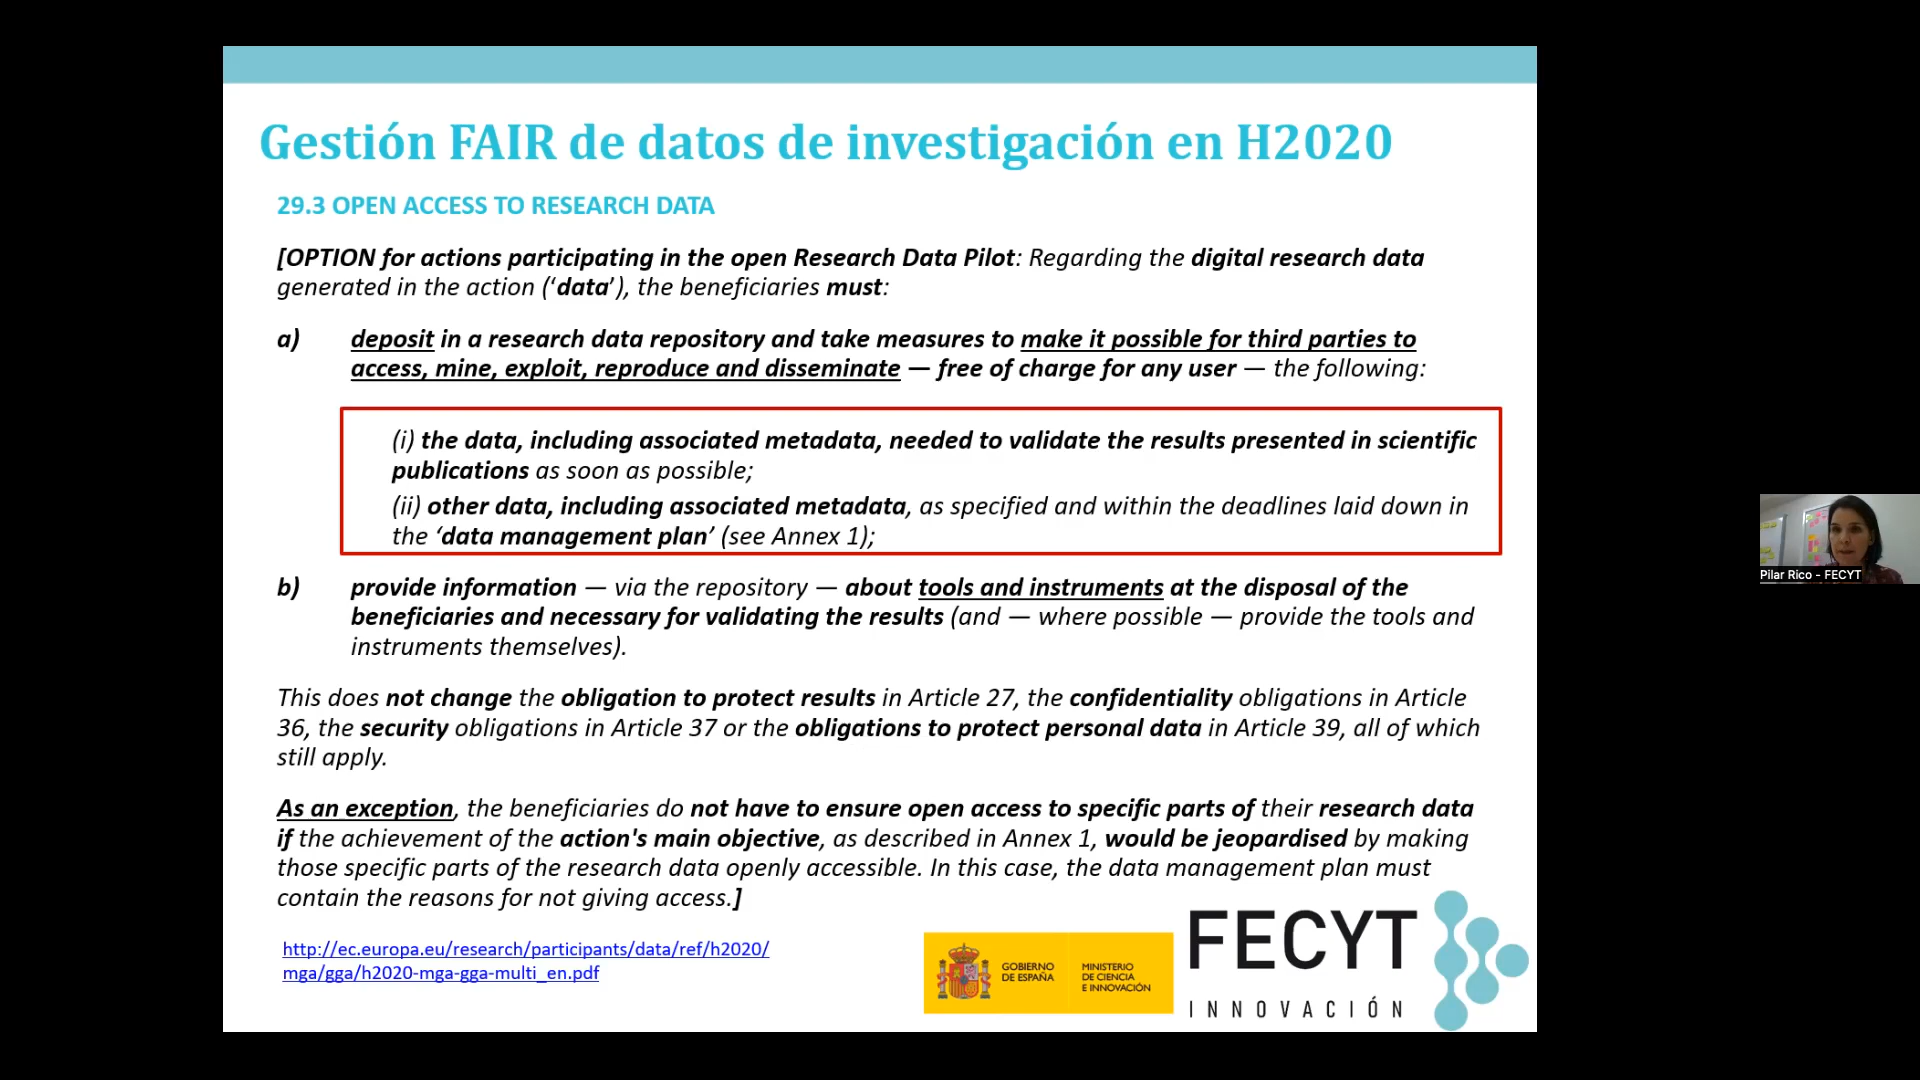 Gestión FAIR de datos de investigación en H2020
29.3 OPEN ACCESS TO RESEARCH DATA
[OPTION for actions participating in the open Research Data Pilot: Regarding the digital research data
generated in the action (‘data’), the beneficiaries must:
a) deposit in a research data repository and take measures to make it possible for third parties to
access, mine, exploit, reproduce and disseminate — free of charge for any user — the following:
(i) the data, including associated metadata, needed to validate the results presented in scientific
publications as soon as possible;
(ii) other data, including associated metadata, as specified and within the deadlines laid down in
the ‘data management plan’ (see Annex 1);
b) provide information — via the repository — about tools and instruments at the disposal of the
beneficiaries and necessary for validating the results (and — where possible — provide the tools and
instruments themselves).
This does not change the obligation to protect results in Article 27, the confidentiality obligations in Article
36, the security obligations in Article 37 or the obligations to protect personal data in Article 39, all of which
still apply.
As an exception, the beneficiaries do not have to ensure open access to specific parts of their research data
if the achievement of the action's main objective, as described in Annex 1, would be jeopardised by making
those specific parts of the research data openly accessible. In this case, the data management plan must
contain the reasons for not giving access.]
http://ec.europa.eu/research/participants/data/ref/h2020/
mga/gga/h2020-mga-gga-multi_en.pdf
GOBIERNO
DE ESPAÑA
MINISTERIO
DE CIENCIA
E INNOVACIÓN
FECYT
INNOVACIÓN
Pilar Rico - FECYT